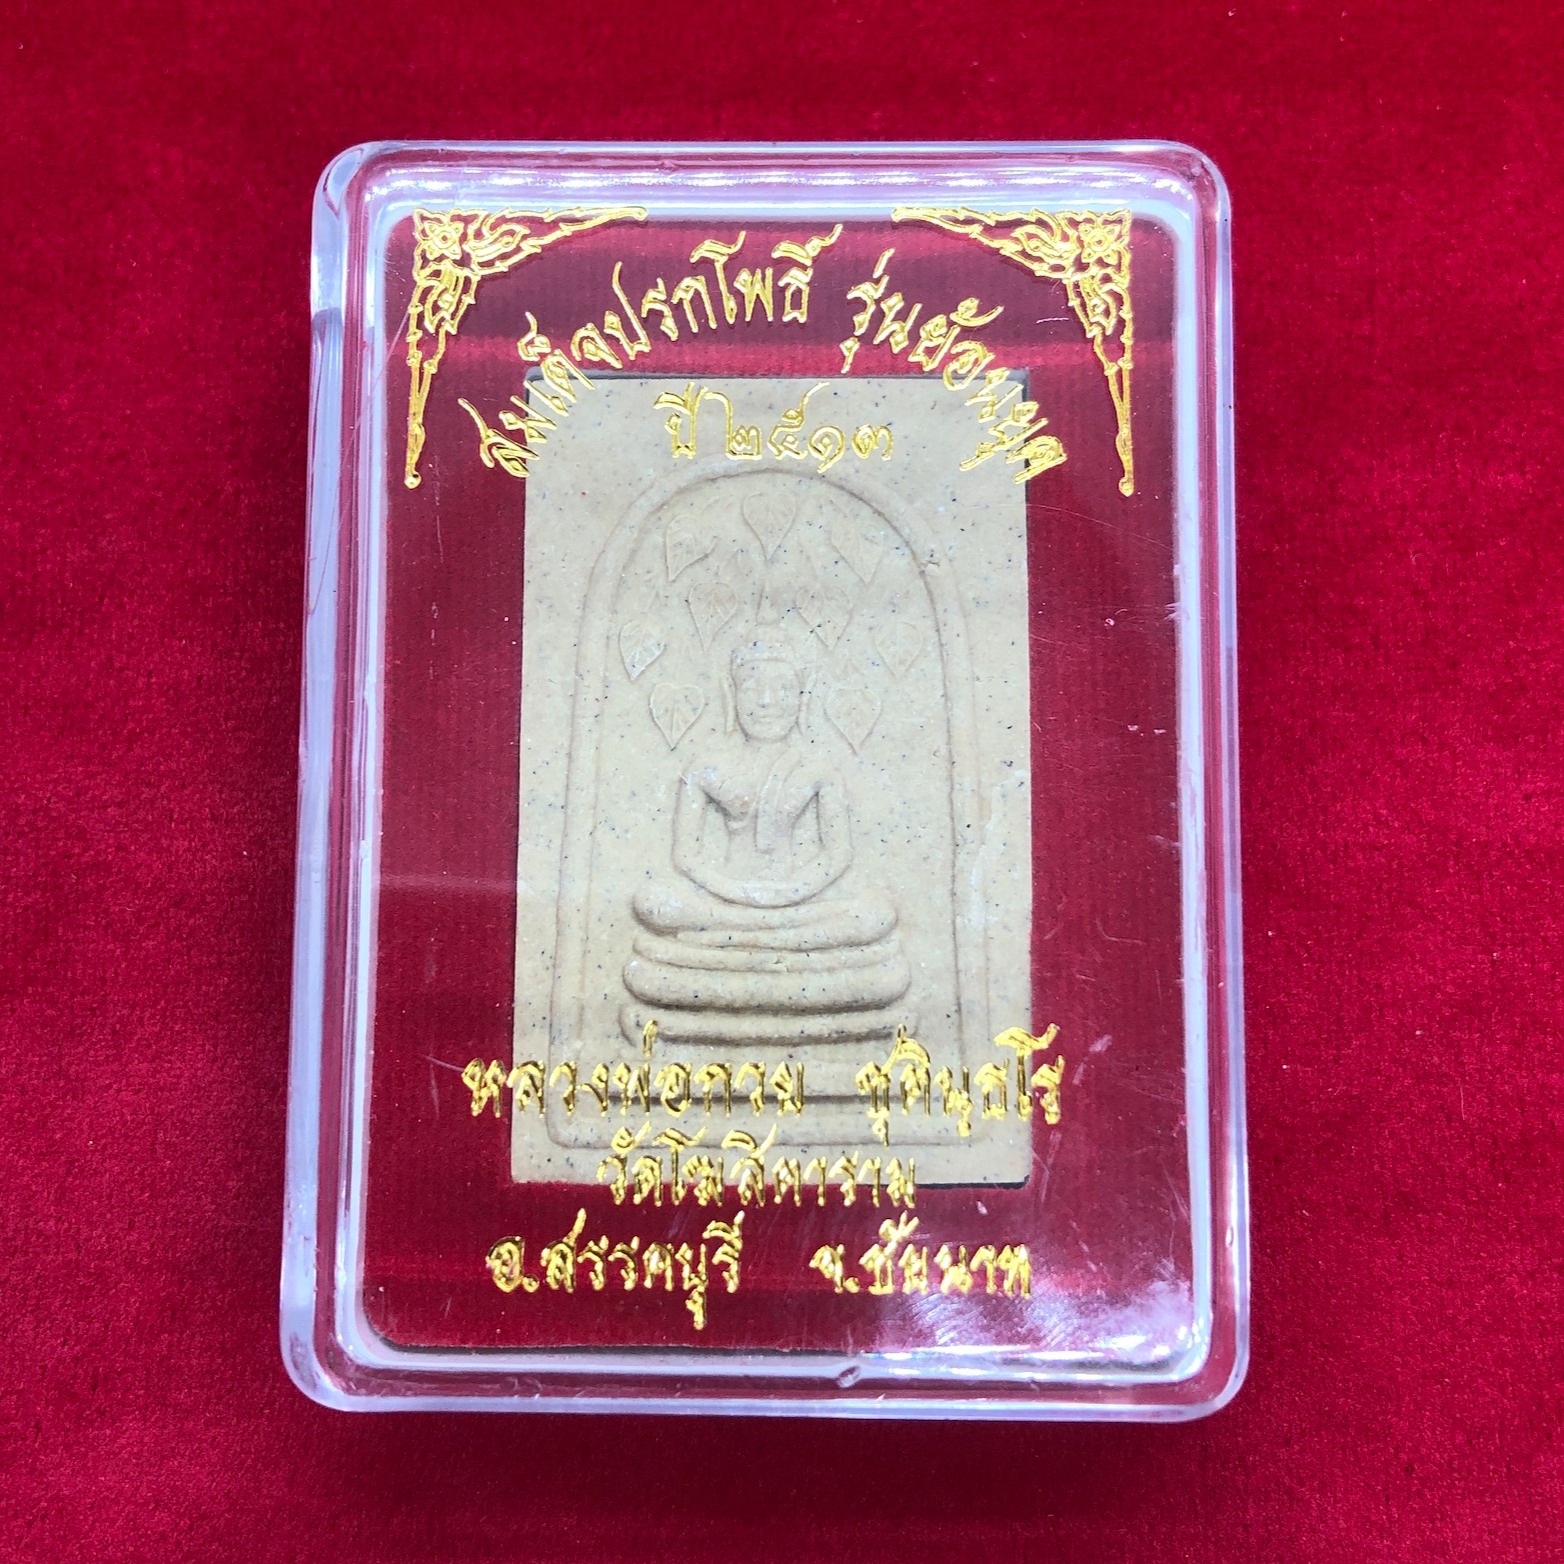 สมเด็จปรกโพธิ์ รุ่นย้อนยุค
ปี ๒๕๑๓
หลวงพ่อกวย ชุตินฺธโร
วัดโฆสิตาราม
อ.สรรคบุรี จ.ชัยนาท